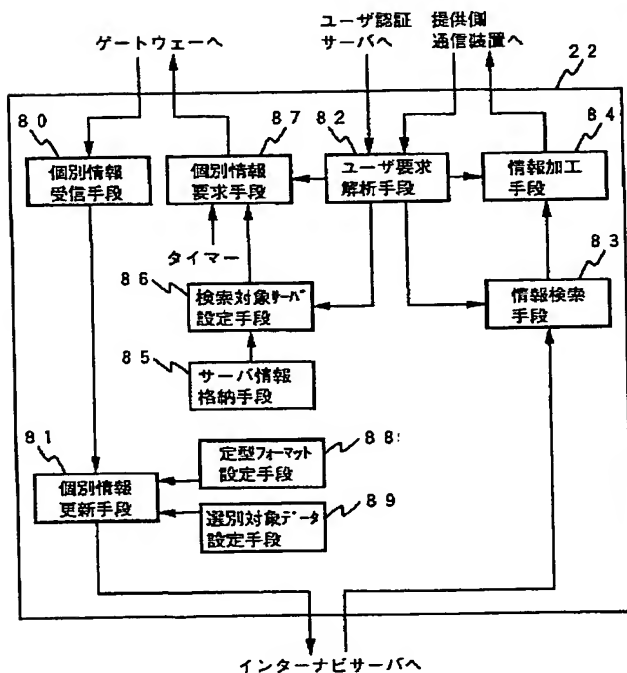 ユーザ認証
サーバへ
提供側
通信装置へ
ゲートウェーへ
22
80
87
82
84
個別情報
受信手段
個別情報
要求手段
ユーザ要求
解析手段
情報加工
手段
タイマー
86
83
検索対象サーバ
設定手段
情報検索
手段
85
サーバ情報
格納手段
81
88
定型フォーマット
設定手段
個別情報
更新手段
89
選別対象データ
設定手段
インターナビサーバへ